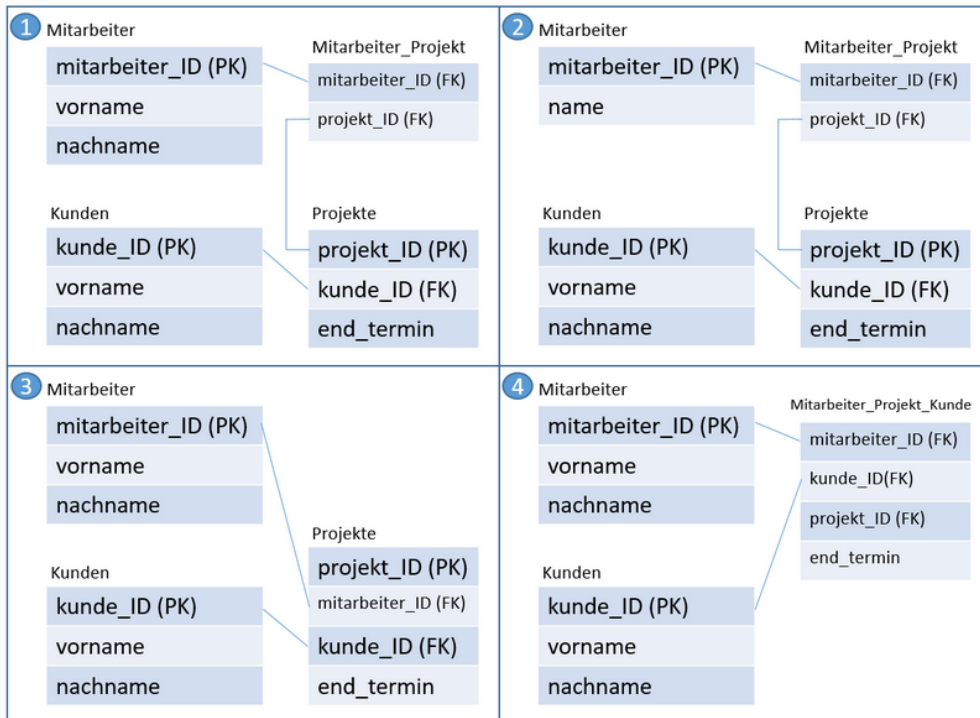 1 Mitarbeiter
mitarbeiter_ID (PK)
vorname
nachname
Mitarbeiter_Projekt
mitarbeiter_ID (FK)
projekt_ID (FK)
Kunden
kunde_ID (PK)
vorname
nachname
Projekte
projekt_ID (PK)
kunde_ID (FK)
end_termin
2 Mitarbeiter
mitarbeiter_ID (PK)
name
Mitarbeiter_Projekt
mitarbeiter_ID (FK)
projekt_ID (FK)
Kunden
kunde_ID (PK)
vorname
nachname
Projekte
projekt_ID (PK)
kunde_ID (FK)
end_termin
3 Mitarbeiter
mitarbeiter_ID (PK)
vorname
nachname
Kunden
kunde_ID (PK)
vorname
nachname
Projekte
projekt_ID (PK)
mitarbeiter_ID (FK)
kunde_ID (FK)
end_termin
4 Mitarbeiter
mitarbeiter_ID (PK)
vorname
nachname
Mitarbeiter_Projekt_Kunde
mitarbeiter_ID (FK)
kunde_ID(FK)
projekt_ID (FK)
end_termin
Kunden
kunde_ID (PK)
vorname
nachname